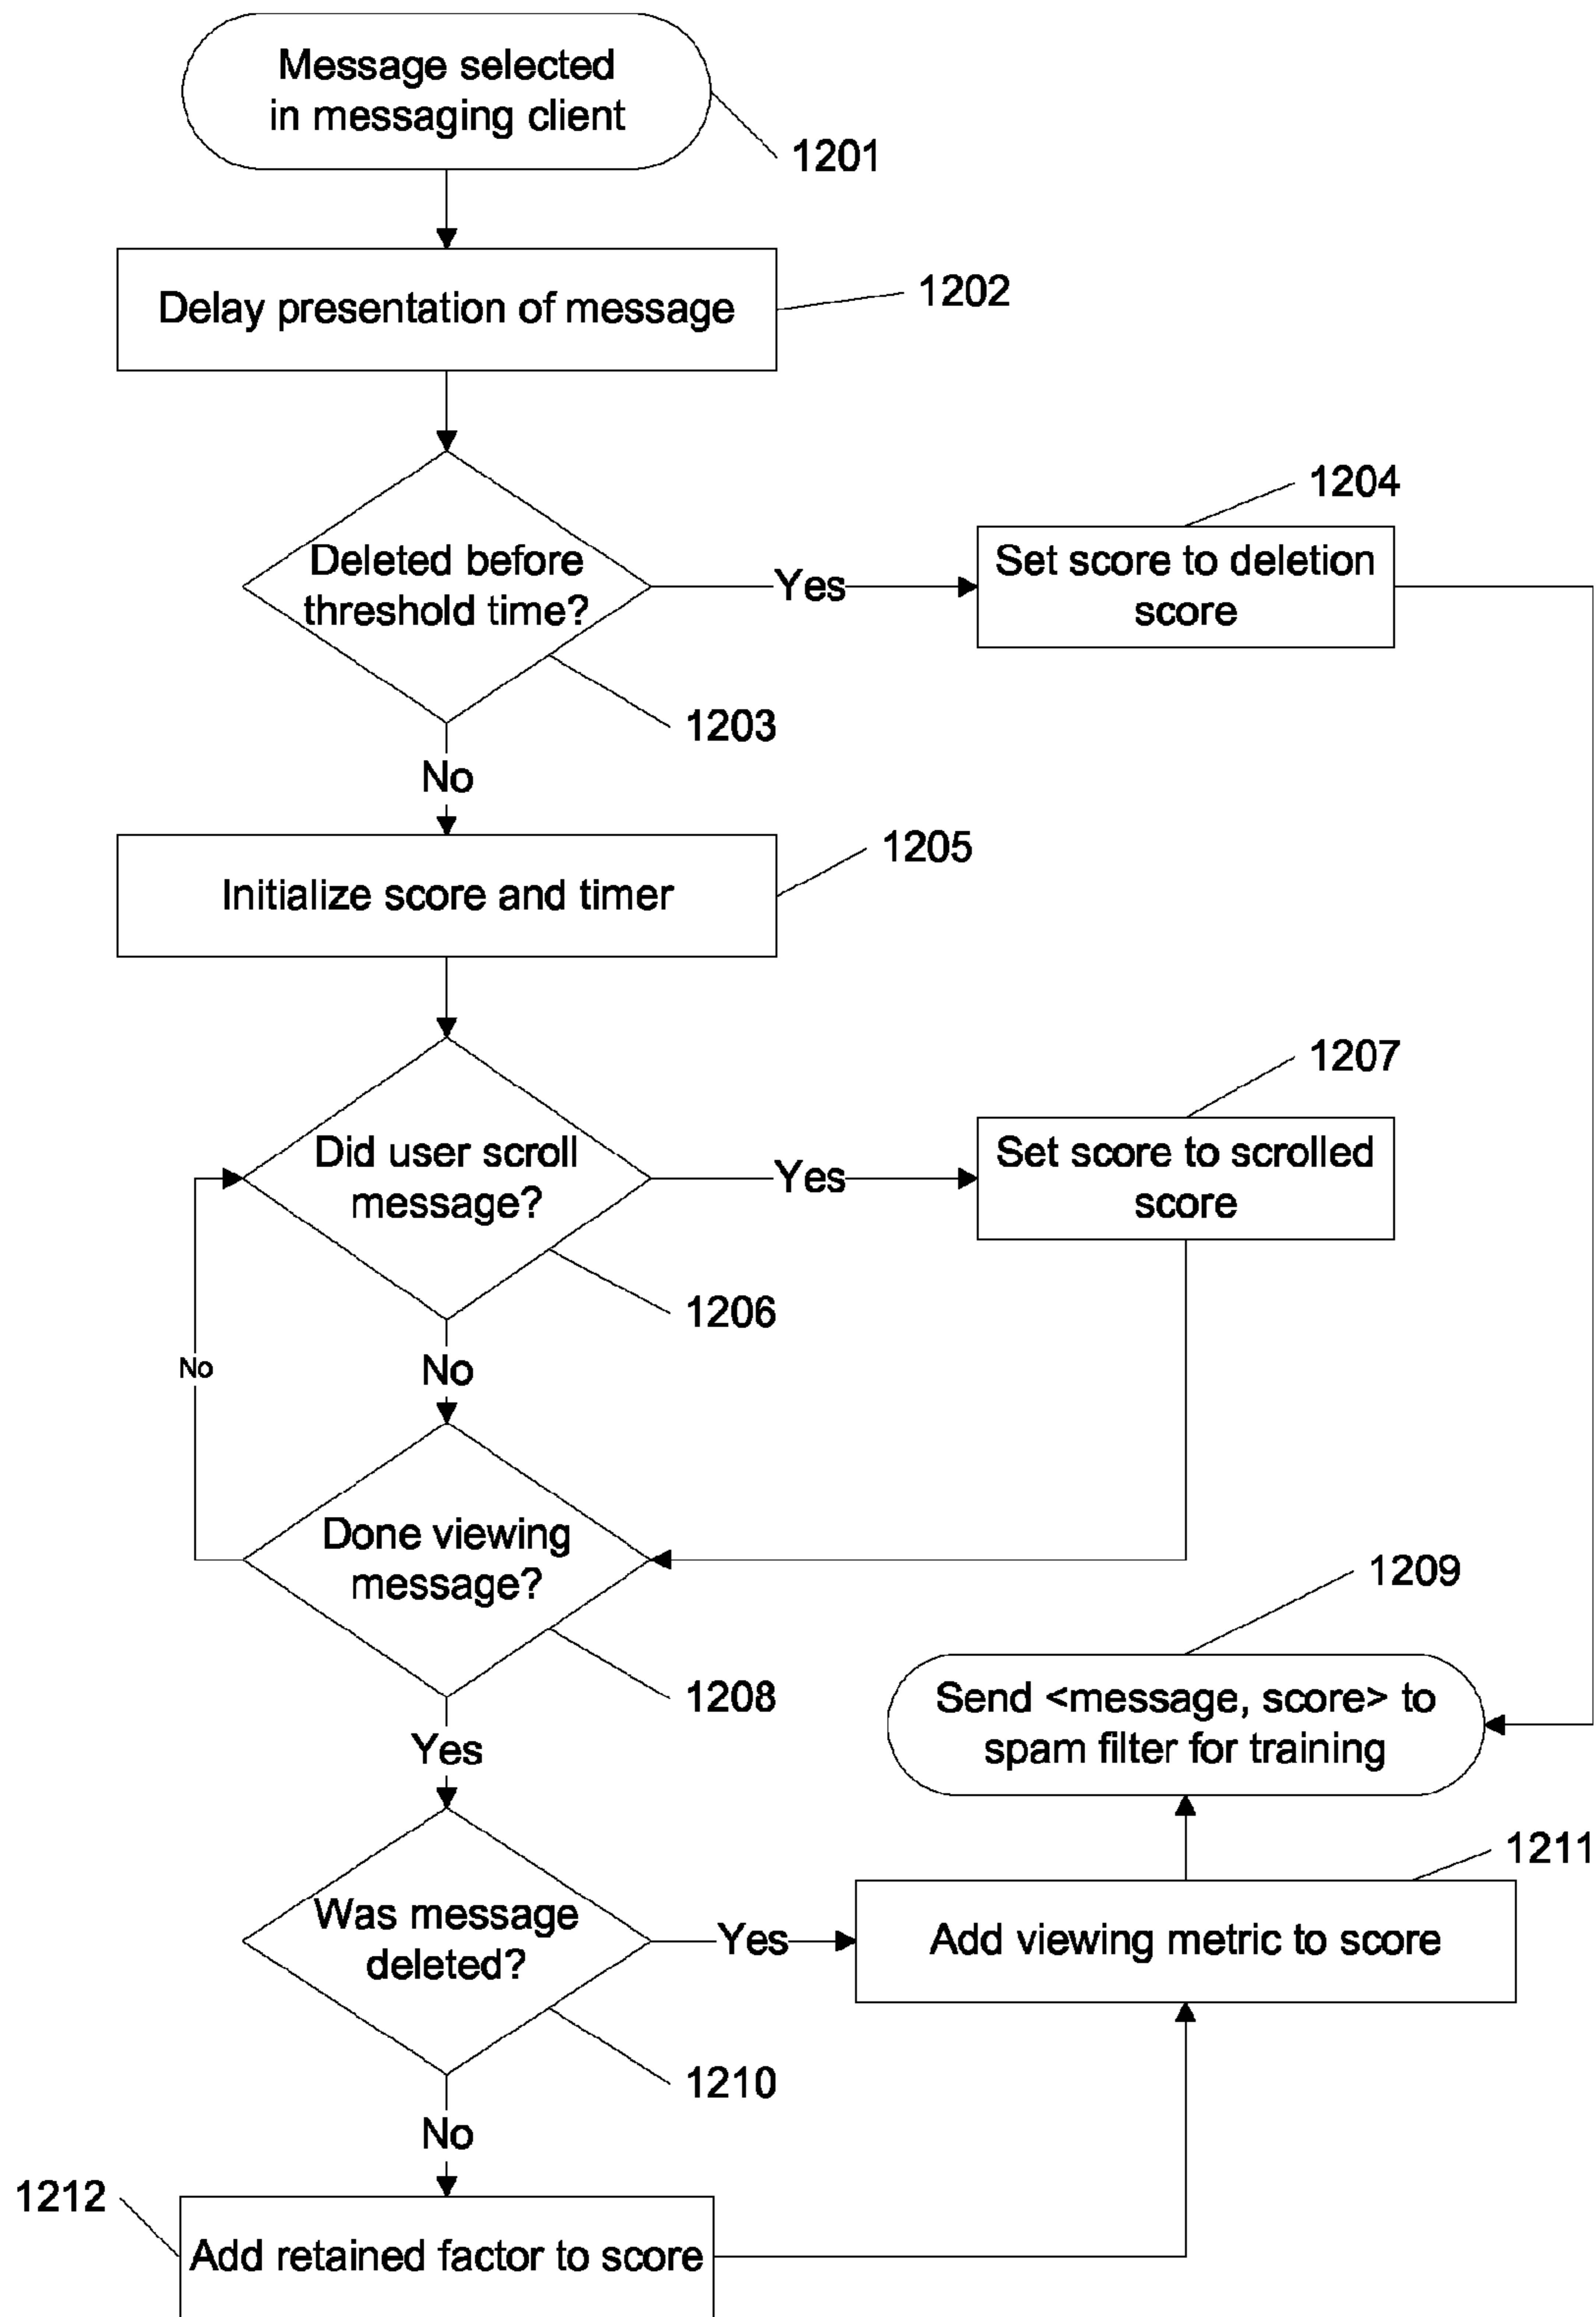 Message selected
in messaging client
1201
Delay presentation of message
1202
Deleted before
threshold time?
1203
Yes
Set score to deletion
score
1204
No
Initialize score and timer
1205
Did user scroll
message?
1206
Yes
Set score to scrolled
score
1207
No
No
Done viewing
message?
1208
Send <message, score> to
spam filter for training
1209
Yes
Was message
deleted?
1210
Yes
Add viewing metric to score
1211
No
Add retained factor to score
1212